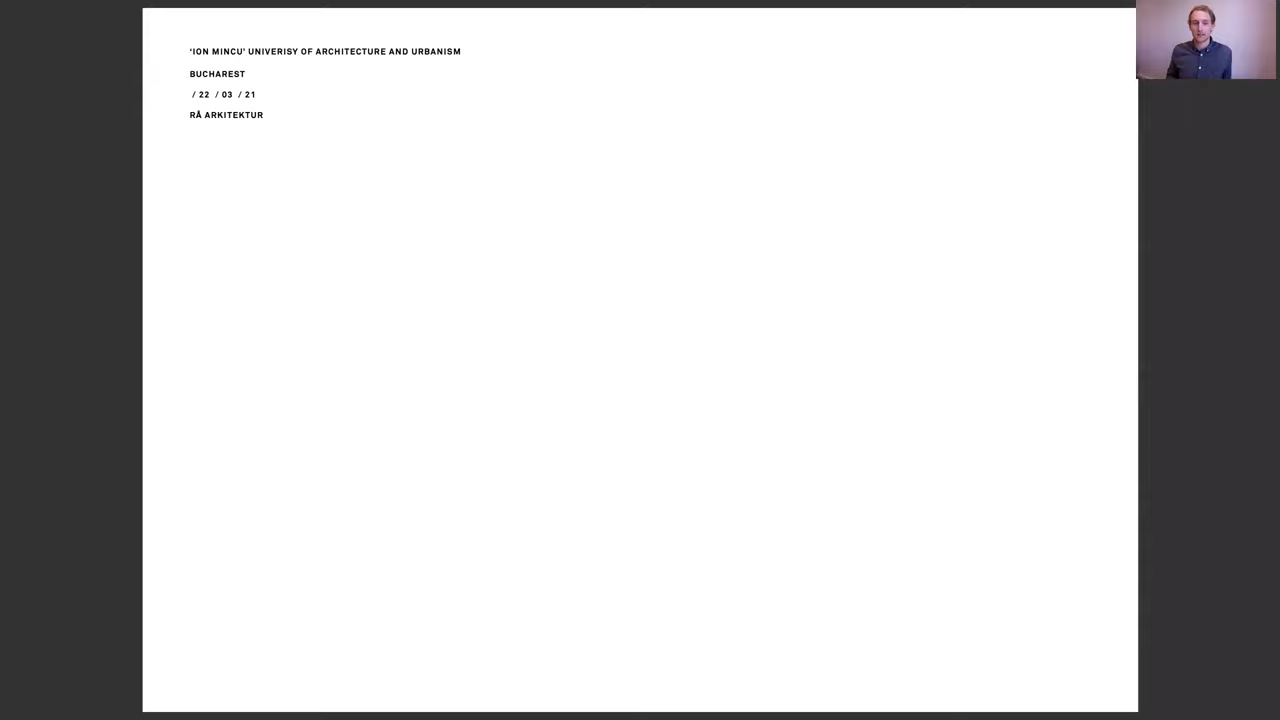 ‘ION MINCU’ UNIVERISY OF ARCHITECTURE AND URBANISM
BUCHAREST
/ 22 / 03 / 21
RÅ ARKITEKTUR